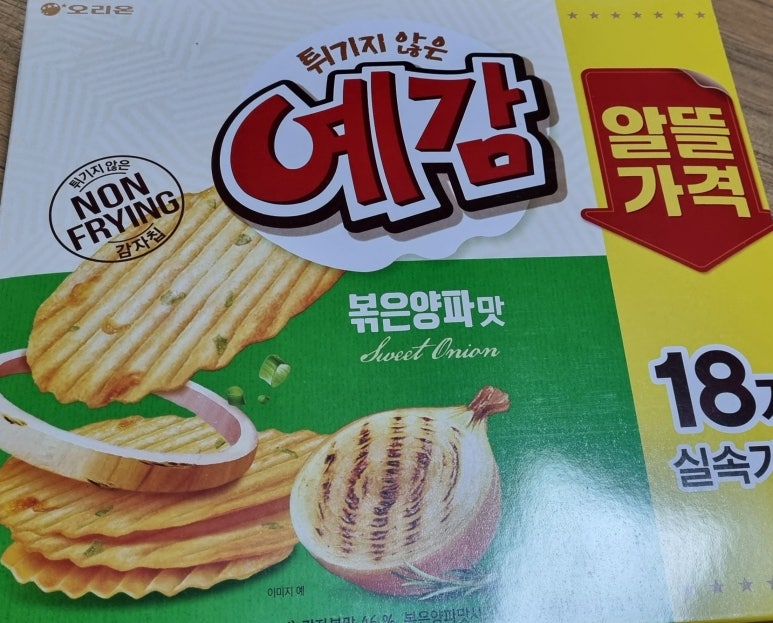 오리온
튀기지 않은
예감
알뜰
가격
튀기지 않은
NON
FRYING
감자칩
볶은양파맛
Sweet Onion
18
실속
이미지 예